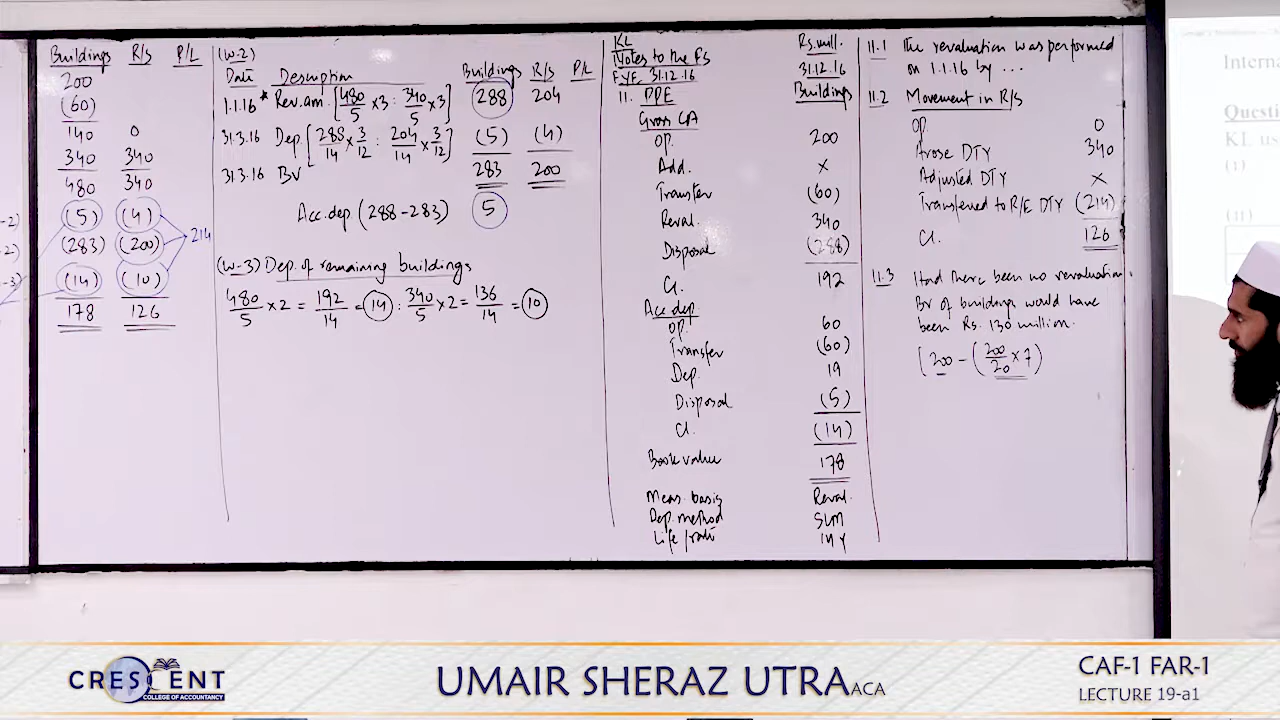 Buildings R/S P/L
200
(60)
140 0
340 340
480 340
(5) (4)
(283) (200) 214
(14) (10)
178 126
-2)
-2)
-3)
(W-2)
Date Description Buildings R/S P/L
1.1.16 * Rev. am. [480/5 × 3 : 340/5 × 3] 288 204
31.3.16 Dep [288/14 × 3/12 : 204/14 × 3/12] (5) (4)
31.3.16 BV 283 200
Acc. dep (288-283) 5
(W-3) Dep. of remaining buildings
480/5 × 2 = 192/14 = 14 : 340/5 × 2 = 136/14 = 10
KL Rs. mill.
Notes to the FS 31.12.16
FYE 31.12.16 Buildings
11. PPE
Gross CA
OP. 200
Add. x
Transfer (60)
Reval. 340
Disposal (288)
Cl. 192
Acc dep
OP. 60
Transfer (60)
Dep. 19
Disposal (5)
Cl. (14)
Book value 178
Meas. basis Reval.
Dep. method SLM
Life/rate 14 Y
11.1 The revaluation was performed
on 1.1.16 by ...
11.2 Movement in R/S
OP. 0
Arose DTY 340
Adjusted DTY x
Transferred to R/E DTY (214)
Cl. 126
11.3 Had there been no revaluation,
BV of buildings would have
been Rs. 130 million.
[200 - (200/20 × 7)
Interna
Questi
KL us
(i)
(ii)
CRESCENT
COLLEGE OF ACCOUNTANCY
UMAIR SHERAZ UTRA ACA
CAF-1 FAR-1
LECTURE 19-a1